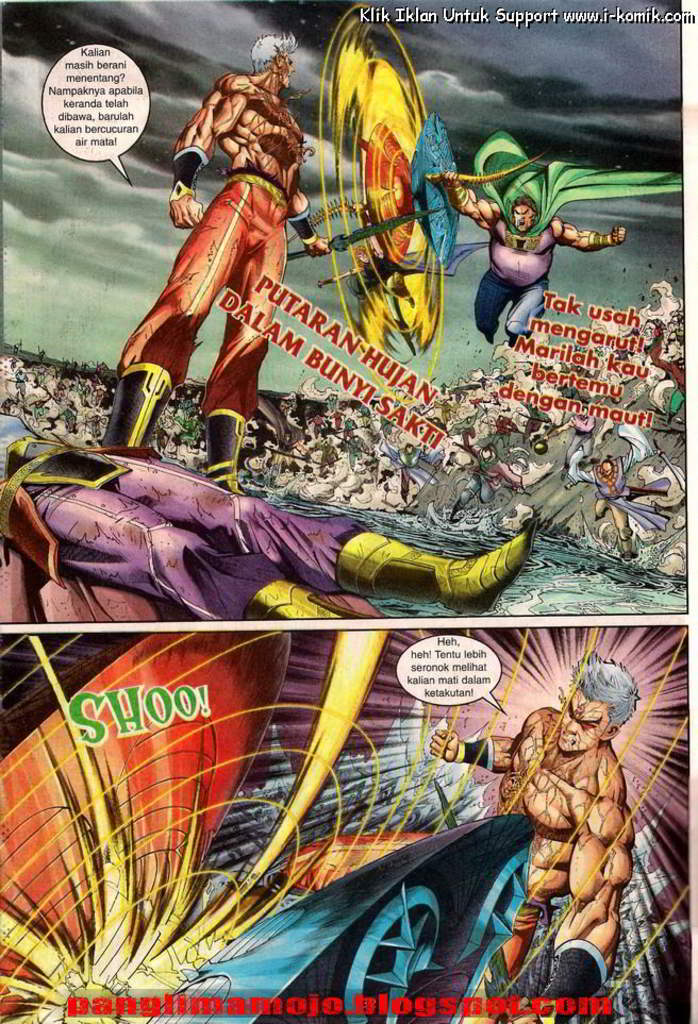 Klik Iklan Untuk Support www.i-komik.com
Kalian
masih berani
menentang?
Nampaknya apabila
keranda telah
dibawa, barulah
kalian bercucuran
air mata!
PUTARAN HUJAN
DALAM BUNYI SAKTI
Tak usah
mengarut!
Marilah kau
bertemu
dengan maut!
Heh,
heh! Tentu lebih
seronok melihat
kalian mati dalam
ketakutan!
SHOO!
panglimamojo.blogspot.com